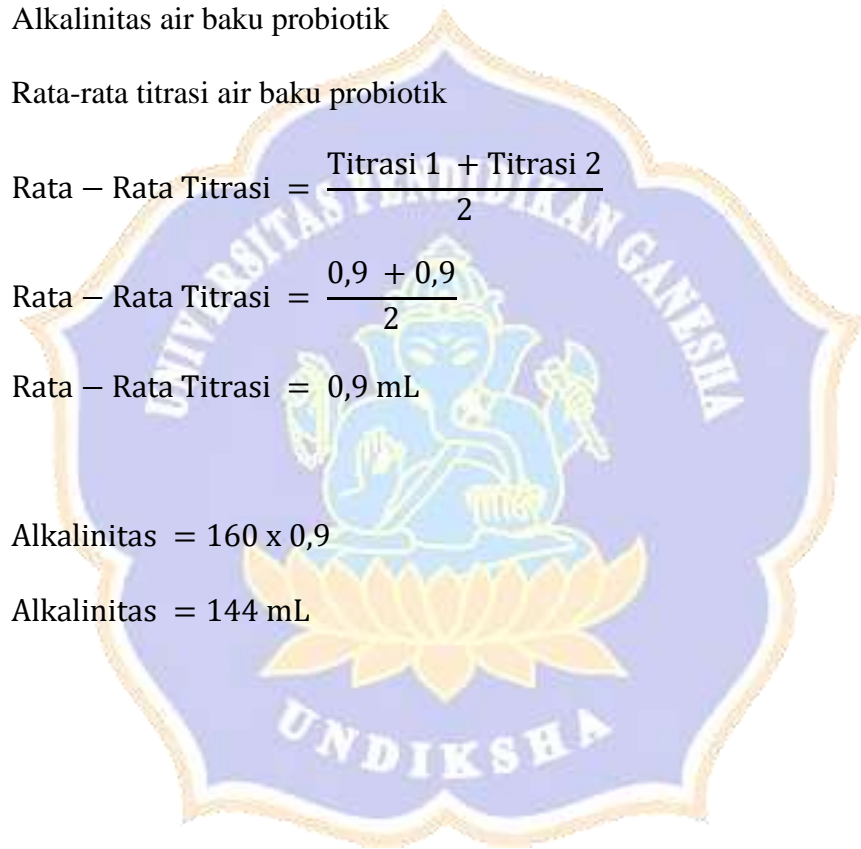 Alkalinitas air baku probiotik
Rata-rata titrasi air baku probiotik
Rata − Rata Titrasi = \frac{Titrasi 1 + Titrasi 2}{2}
Rata − Rata Titrasi = \frac{0,9 + 0,9}{2}
Rata − Rata Titrasi = 0,9 mL
Alkalinitas = 160 x 0,9
Alkalinitas = 144 mL
UNIVERSITAS PENDIDIKAN GANESHA
UNDIKSHA